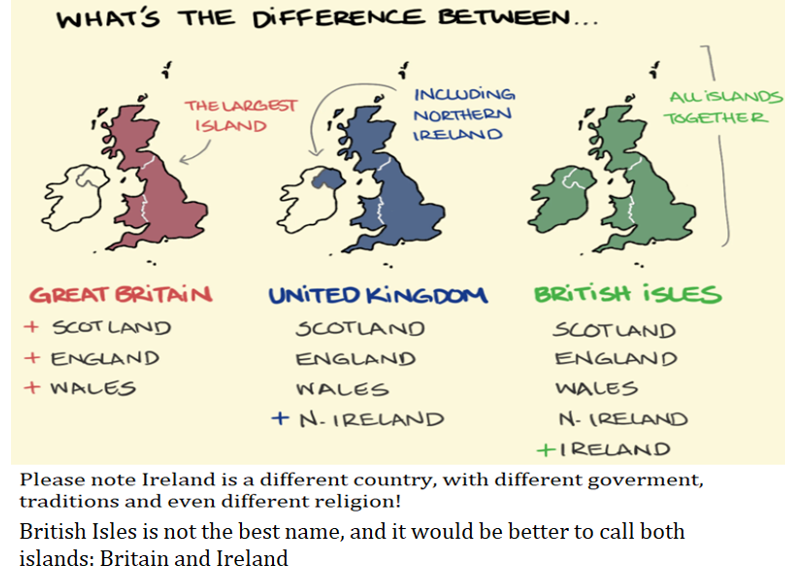 WHAT'S THE DIFFERENCE BETWEEN...
THE LARGEST
ISLAND
INCLUDING
NORTHERN
IRELAND
ALL ISLANDS
TOGETHER
GREAT BRITAIN
+ SCOTLAND
+ ENGLAND
+ WALES
UNITED KINGDOM
SCOTLAND
ENGLAND
WALES
+ N-IRELAND
BRITISH ISLES
SCOTLAND
ENGLAND
WALES
N-IRELAND
+IRELAND
Please note Ireland is a different country, with different goverment,
traditions and even different religion!
British Isles is not the best name, and it would be better to call both
islands: Britain and Ireland